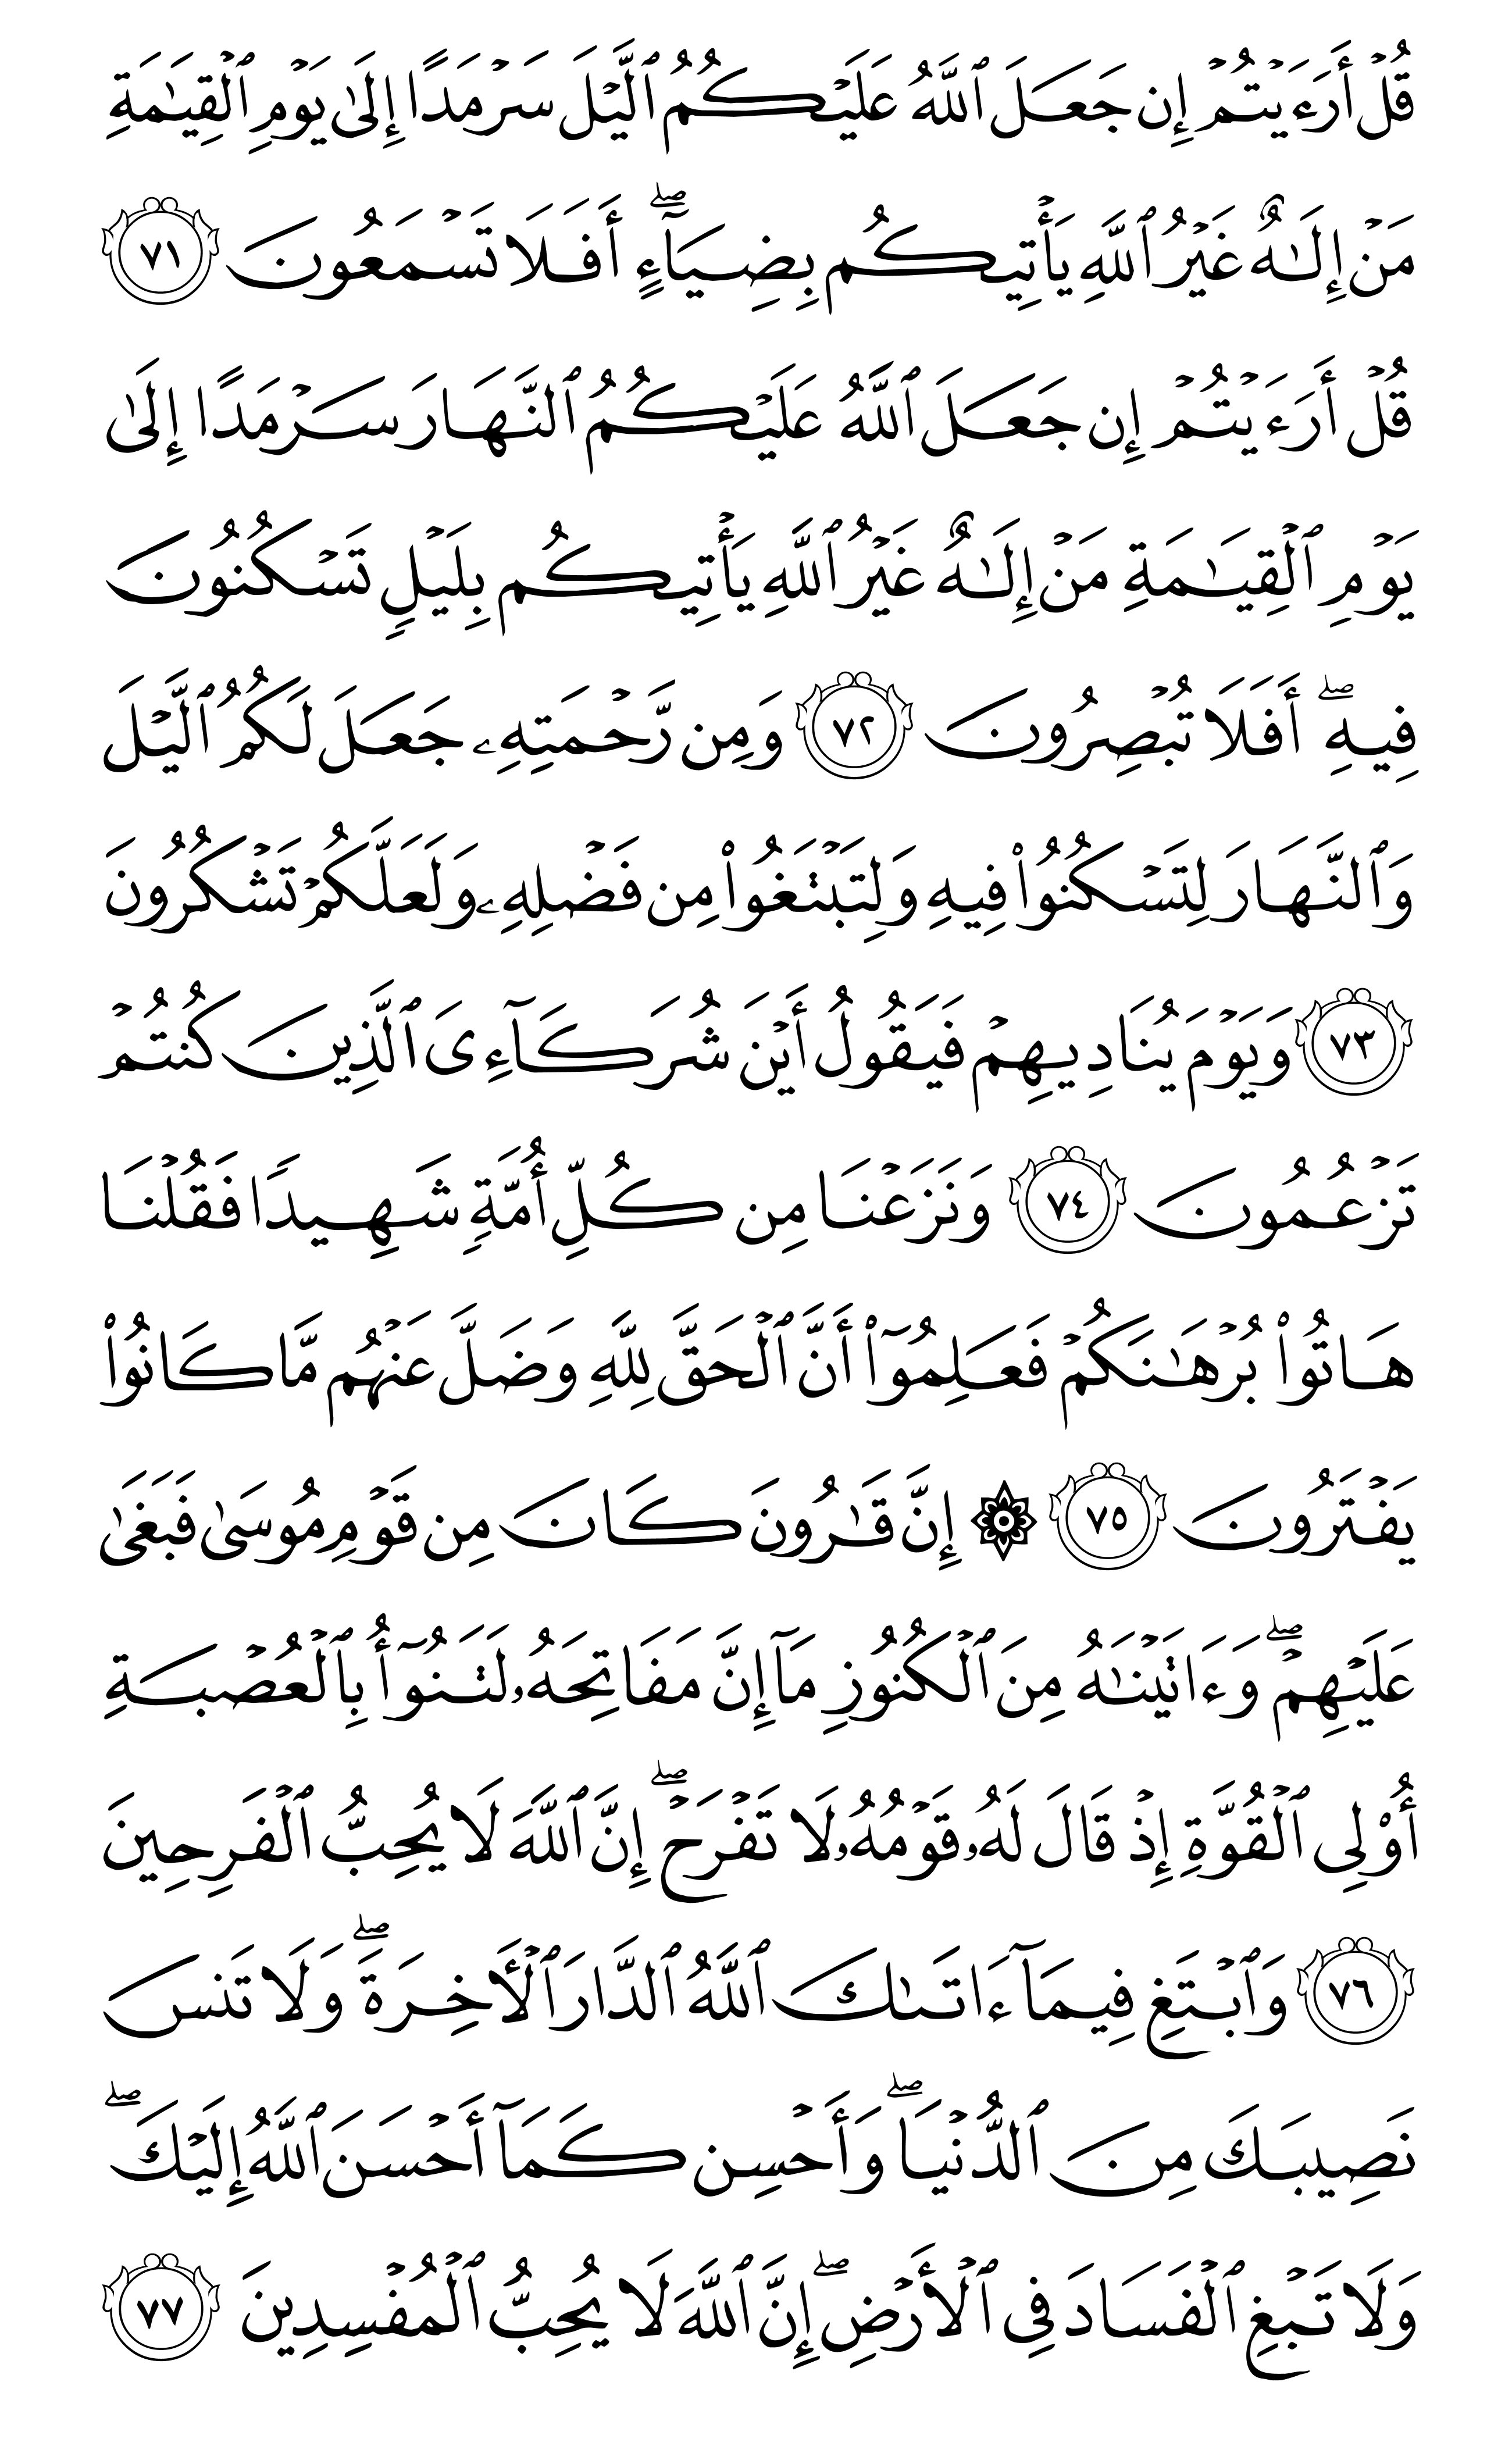 قُلْ أَرَءَيْتُمْ إِن جَعَلَ ٱللَّهُ عَلَيْكُمُ ٱلَّيْلَ سَرْمَدًا إِلَىٰ يَوْمِ ٱلْقِيَٰمَةِ
مَنْ إِلَٰهٌ غَيْرُ ٱللَّهِ يَأْتِيكُم بِضِيَآءٍ ۖ أَفَلَا تَسْمَعُونَ ٧١
قُلْ أَرَءَيْتُمْ إِن جَعَلَ ٱللَّهُ عَلَيْكُمُ ٱلنَّهَارَ سَرْمَدًا إِلَىٰ
يَوْمِ ٱلْقِيَٰمَةِ مَنْ إِلَٰهٌ غَيْرُ ٱللَّهِ يَأْتِيكُم بِلَيْلٍ تَسْكُنُونَ
فِيهِ ۖ أَفَلَا تُبْصِرُونَ ٧٢ وَمِن رَّحْمَتِهِۦ جَعَلَ لَكُمُ ٱلَّيْلَ
وَٱلنَّهَارَ لِتَسْكُنُوا۟ فِيهِ وَلِتَبْتَغُوا۟ مِن فَضْلِهِۦ وَلَعَلَّكُمْ تَشْكُرُونَ
٧٣ وَيَوْمَ يُنَادِيهِمْ فَيَقُولُ أَيْنَ شُرَكَآءِىَ ٱلَّذِينَ كُنتُمْ
تَزْعُمُونَ ٧٤ وَنَزَعْنَا مِن كُلِّ أُمَّةٍ شَهِيدًا فَقُلْنَا
هَاتُوا۟ بُرْهَٰنَكُمْ فَعَلِمُوٓا۟ أَنَّ ٱلْحَقَّ لِلَّهِ وَضَلَّ عَنْهُم مَّا كَانُوا۟
يَفْتَرُونَ ٧٥ ۞ إِنَّ قَٰرُونَ كَانَ مِن قَوْمِ مُوسَىٰ فَبَغَىٰ
عَلَيْهِمْ ۖ وَءَاتَيْنَٰهُ مِنَ ٱلْكُنُوزِ مَآ إِنَّ مَفَاتِحَهُۥ لَتَنُوٓأُ بِٱلْعُصْبَةِ
أُو۟لِى ٱلْقُوَّةِ إِذْ قَالَ لَهُۥ قَوْمُهُۥ لَا تَفْرَحْ ۖ إِنَّ ٱللَّهَ لَا يُحِبُّ ٱلْفَرِحِينَ
٧٦ وَٱبْتَغِ فِيمَآ ءَاتَىٰكَ ٱللَّهُ ٱلدَّارَ ٱلْءَاخِرَةَ ۖ وَلَا تَنسَ
نَصِيبَكَ مِنَ ٱلدُّنْيَا ۖ وَأَحْسِن كَمَآ أَحْسَنَ ٱللَّهُ إِلَيْكَ ۖ
وَلَا تَبْغِ ٱلْفَسَادَ فِى ٱلْأَرْضِ ۖ إِنَّ ٱللَّهَ لَا يُحِبُّ ٱلْمُفْسِدِينَ ٧٧